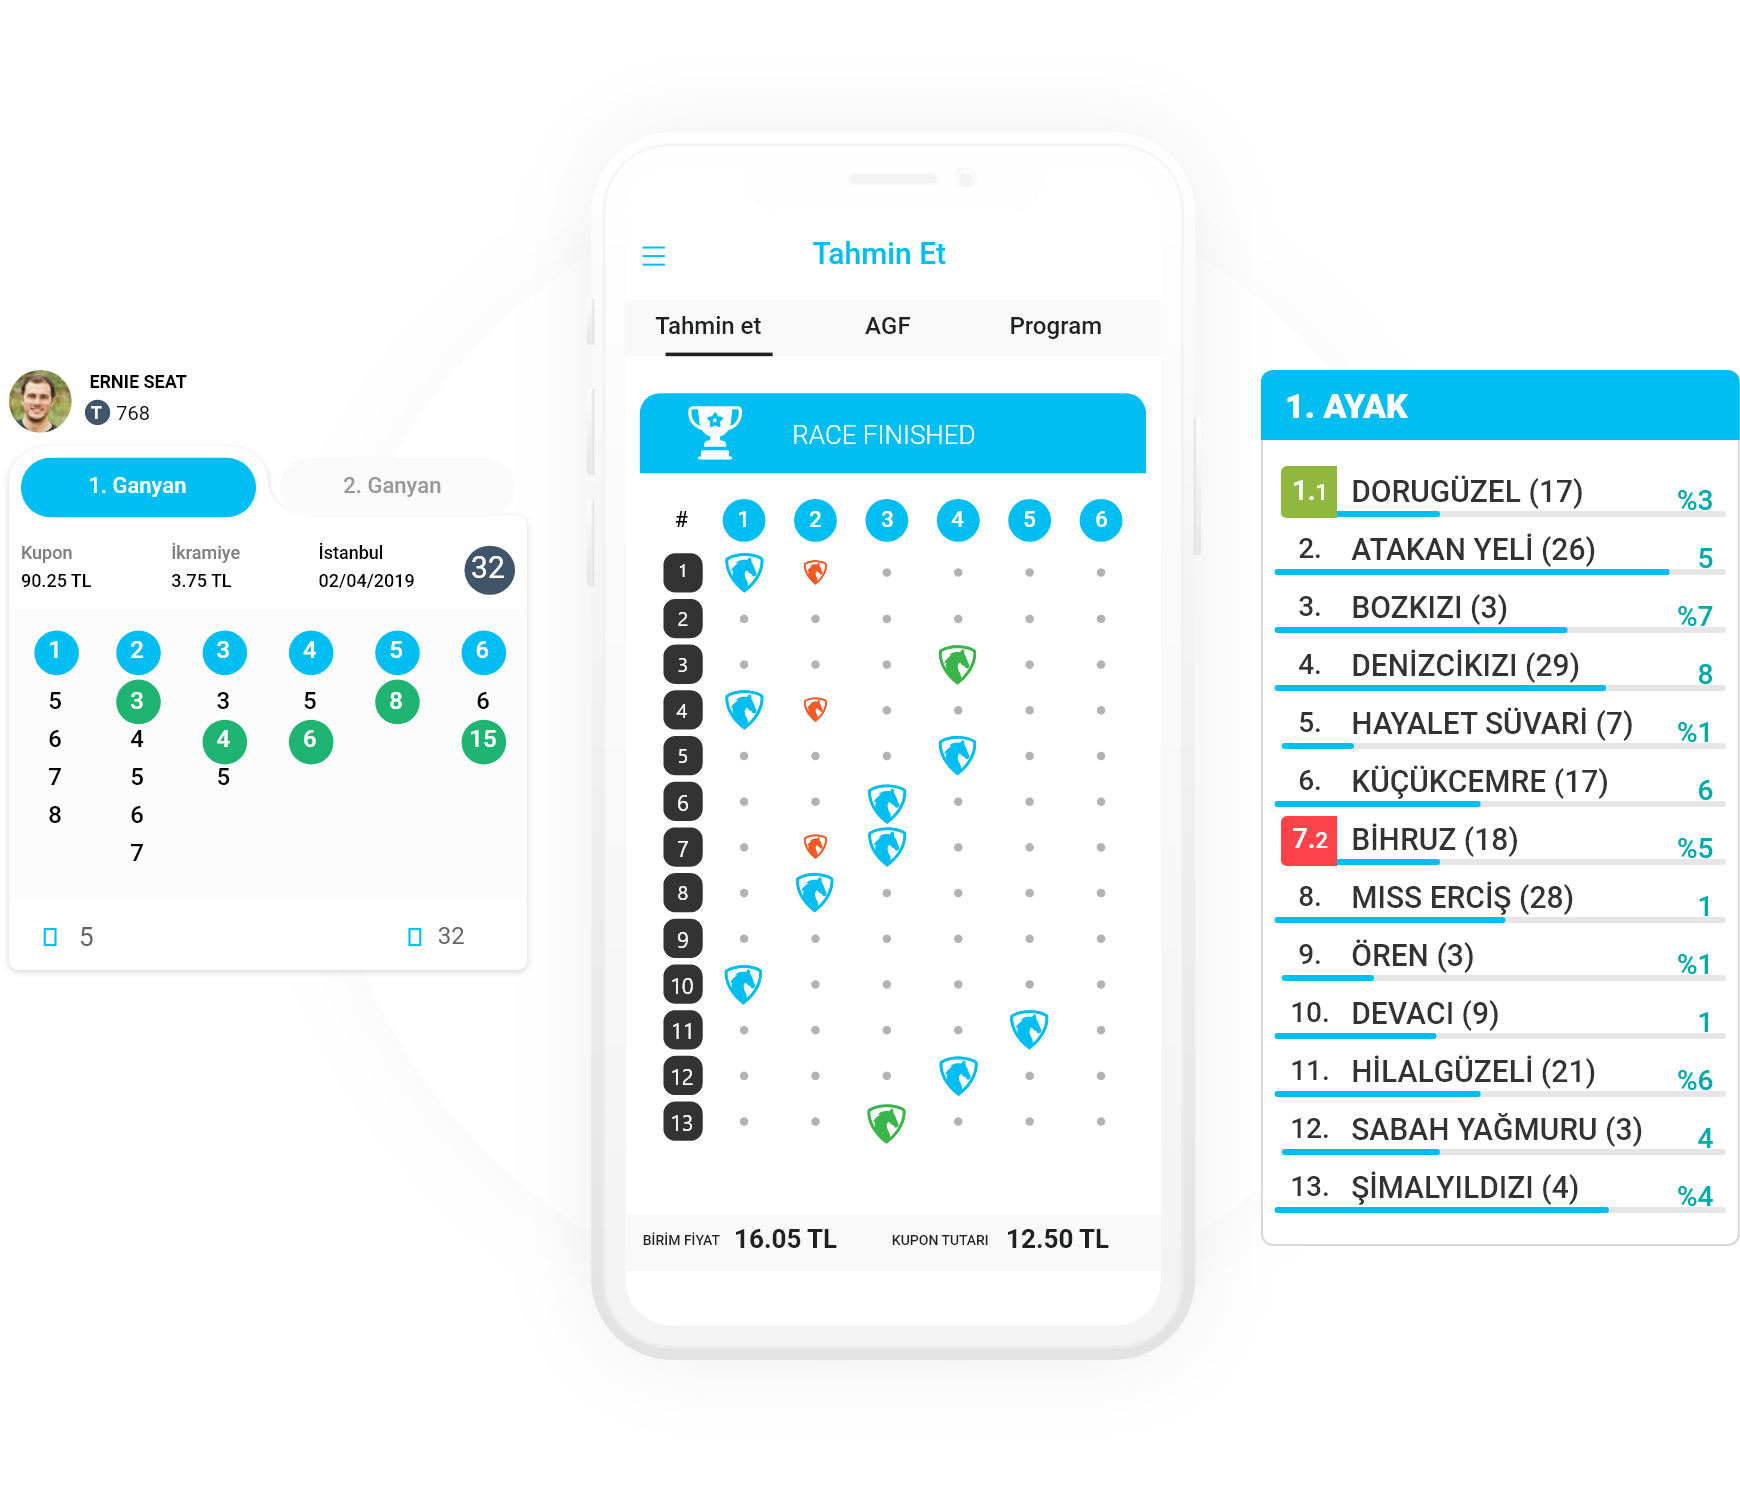 ERNIE SEAT
T 768
1. Ganyan 2. Ganyan
Kupon İkramiye İstanbul
90.25 TL 3.75 TL 02/04/2019 32
1 2 3 4 5 6
5 3 3 5 8 6
6 4 4 6 15
7 5 5
8 6
7
5 32
Tahmin Et
Tahmin et AGF Program
RACE FINISHED
# 1 2 3 4 5 6
1
2
3
4
5
6
7
8
9
10
11
12
13
BİRİM FİYAT 16.05 TL KUPON TUTARI 12.50 TL
1. AYAK
1.1 DORUGÜZEL (17) %3
2. ATAKAN YELİ (26) 5
3. BOZKIZI (3) %7
4. DENİZCİKIZI (29) 8
5. HAYALET SÜVARİ (7) %1
6. KÜÇÜKCEMRE (17) 6
7.2 BİHRUZ (18) %5
8. MISS ERCİŞ (28) 1
9. ÖREN (3) %1
10. DEVACI (9) 1
11. HİLALGÜZELİ (21) %6
12. SABAH YAĞMURU (3) 4
13. ŞİMALYILDIZI (4) %4